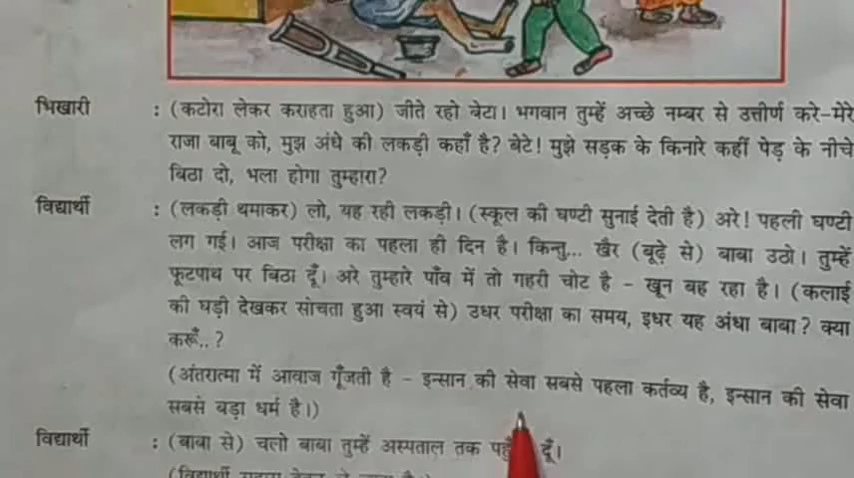 भिखारी : (कटोरा लेकर कराहता हुआ) जीते रहो बेटा। भगवान तुम्हें अच्छे नम्बर से उत्तीर्ण करे-मेरे
राजा बाबू को, मुझ अंधे की लकड़ी कहाँ है? बेटे! मुझे सड़क के किनारे कहीं पेड़ के नीचे
बिठा दो, भला होगा तुम्हारा?
विद्यार्थी : (लकड़ी थमाकर) लो, यह रही लकड़ी। (स्कूल की घण्टी सुनाई देती है) अरे! पहली घण्टी
लग गई। आज परीक्षा का पहला ही दिन है। किन्तु... खैर (बूढ़े से) बाबा उठो। तुम्हें
फूटपाथ पर बिठा दूँ। अरे तुम्हारे पाँव में तो गहरी चोट है - खून बह रहा है। (कलाई
की घड़ी देखकर सोचता हुआ स्वयं से) उधर परीक्षा का समय, इधर यह अंधा बाबा? क्या
करूँ..?
(अंतरात्मा में आवाज गूँजती है - इन्सान की सेवा सबसे पहला कर्तव्य है, इन्सान की सेवा
सबसे बड़ा धर्म है।)
विद्यार्थी : (बाबा से) चलो बाबा तुम्हें अस्पताल तक दूँ।
(विद्यार्थी